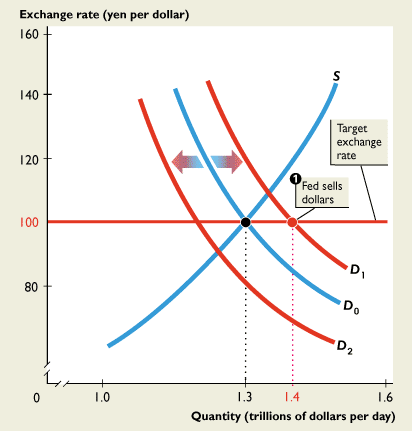 Exchange rate (yen per dollar)
160
140
120
100
80
0
S
Target
exchange
rate
1
Fed sells
dollars
D1
D0
D2
1.0
1.3
1.4
1.6
Quantity (trillions of dollars per day)